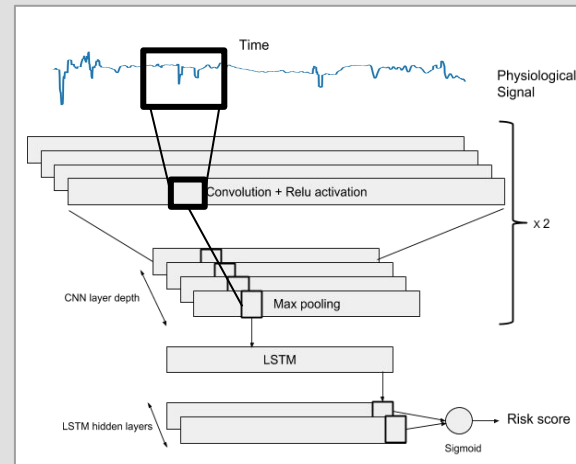 Time
Physiological
Signal
Convolution + Relu activation
x 2
CNN layer depth
Max pooling
LSTM
LSTM hidden layers
Risk score
Sigmoid